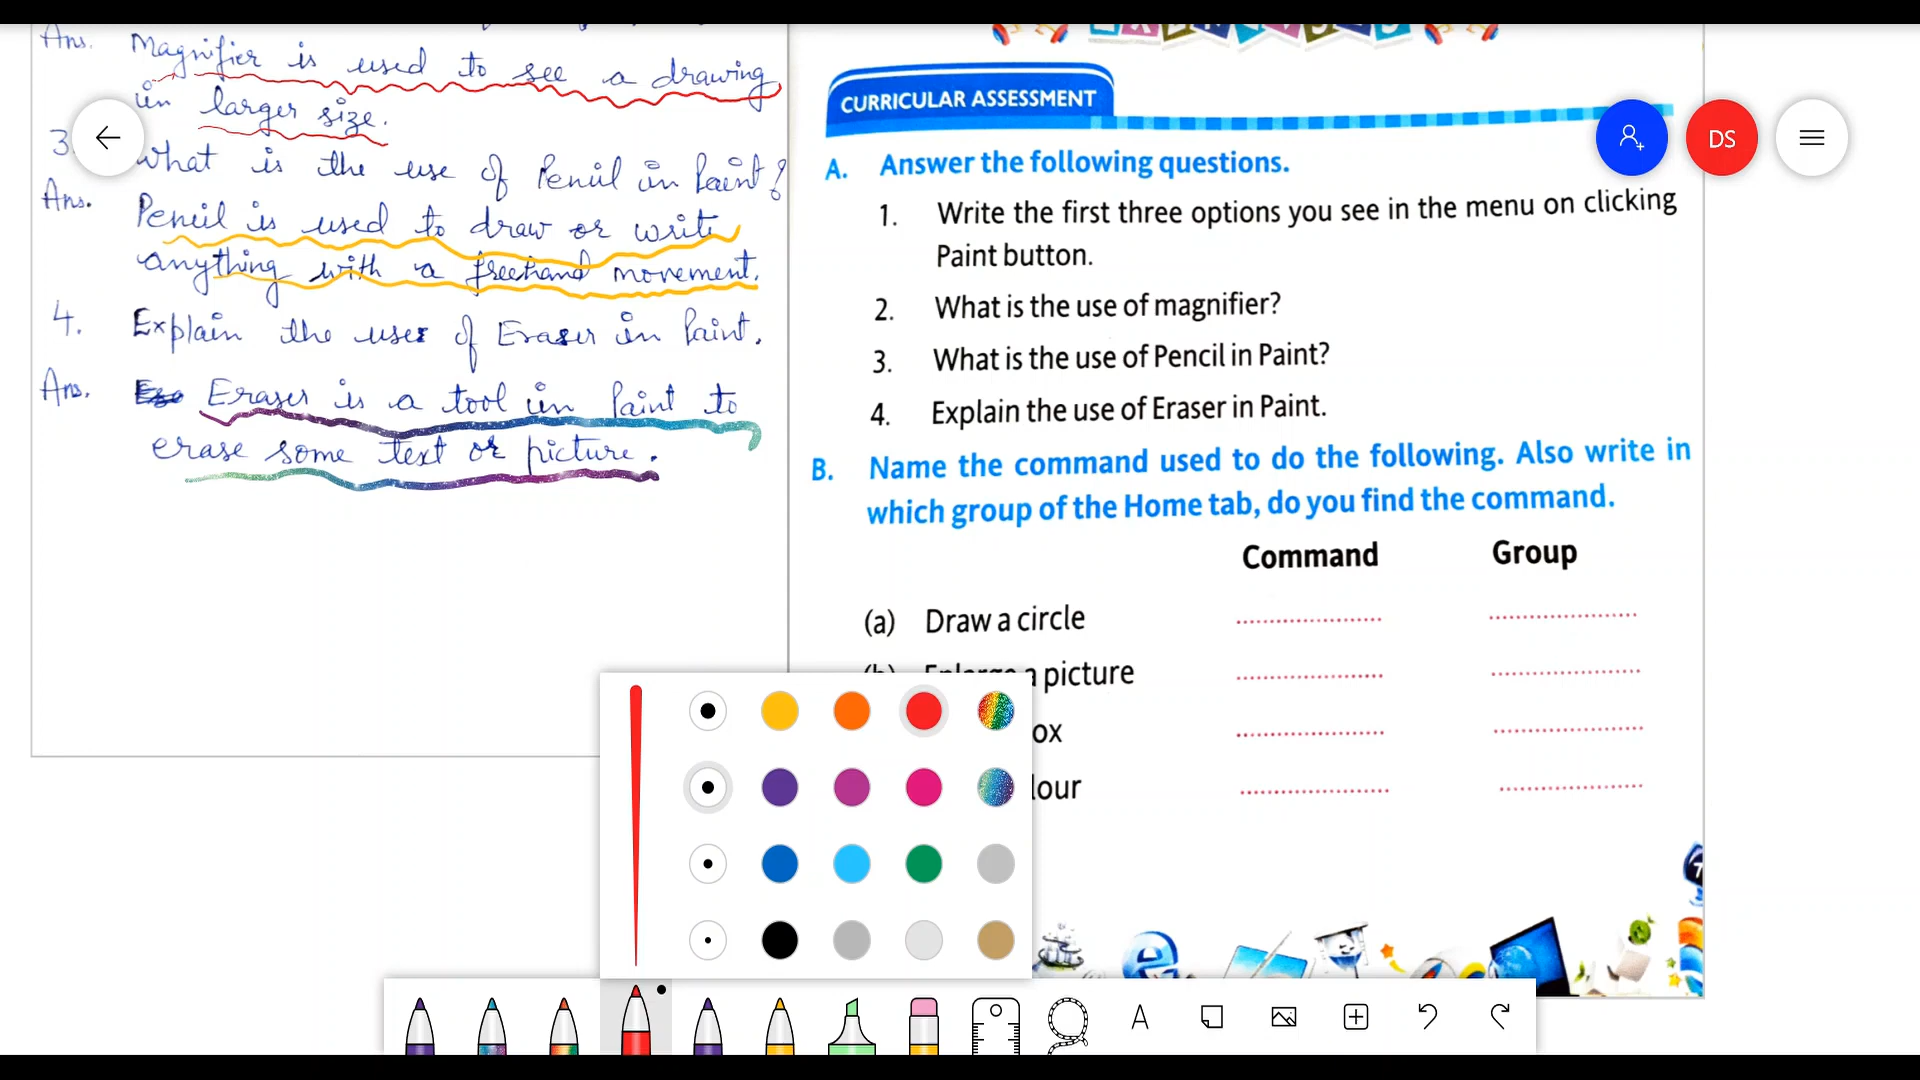 Ans. Magnifier is used to see a drawing
in larger size.
3. What is the use of Pencil in Paint?
Ans. Pencil is used to draw or write
anything with a freehand movement.
4. Explain the uses of Eraser in Paint.
Ans. Eraser is a tool in Paint to
erase some text or picture.
CURRICULAR ASSESSMENT
A. Answer the following questions.
1. Write the first three options you see in the menu on clicking
Paint button.
2. What is the use of magnifier?
3. What is the use of Pencil in Paint?
4. Explain the use of Eraser in Paint.
B. Name the command used to do the following. Also write in
which group of the Home tab, do you find the command.
Command Group
(a) Draw a circle
a picture
ox
lour
DS
A